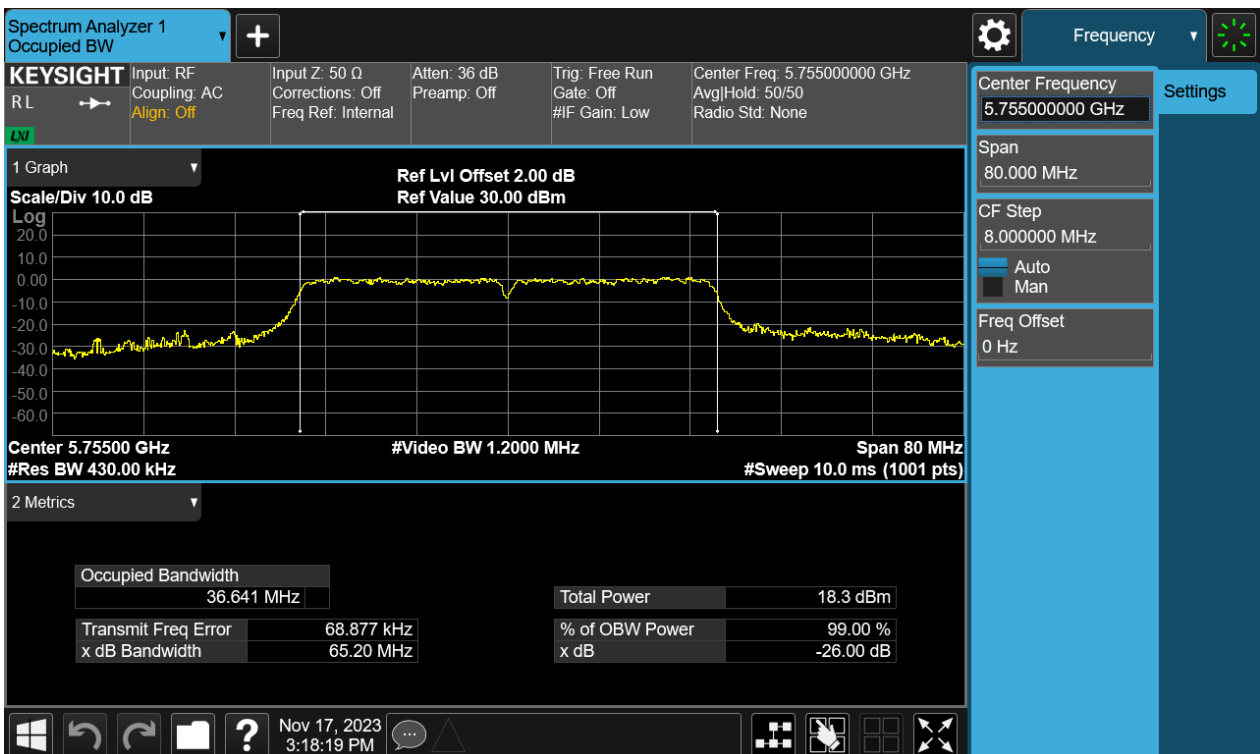 Spectrum Analyzer 1
Occupied BW
Frequency
KEYSIGHT
R L
LXI
Input: RF
Coupling: AC
Align: Off
Input Z: 50 Ω
Corrections: Off
Freq Ref: Internal
Atten: 36 dB
Preamp: Off
Trig: Free Run
Gate: Off
#IF Gain: Low
Center Freq: 5.755000000 GHz
Avg|Hold: 50/50
Radio Std: None
Center Frequency
5.755000000 GHz
Settings
Span
80.000 MHz
CF Step
8.000000 MHz
Auto
Man
Freq Offset
0 Hz
1 Graph
Ref Lvl Offset 2.00 dB
Scale/Div 10.0 dB
Ref Value 30.00 dBm
Log
20.0
10.0
0.00
-10.0
-20.0
-30.0
-40.0
-50.0
-60.0
Center 5.75500 GHz
#Video BW 1.2000 MHz
Span 80 MHz
#Res BW 430.00 kHz
#Sweep 10.0 ms (1001 pts)
2 Metrics
Occupied Bandwidth
36.641 MHz
Total Power 18.3 dBm
Transmit Freq Error 68.877 kHz
% of OBW Power 99.00 %
x dB Bandwidth 65.20 MHz
x dB -26.00 dB
Nov 17, 2023
3:18:19 PM